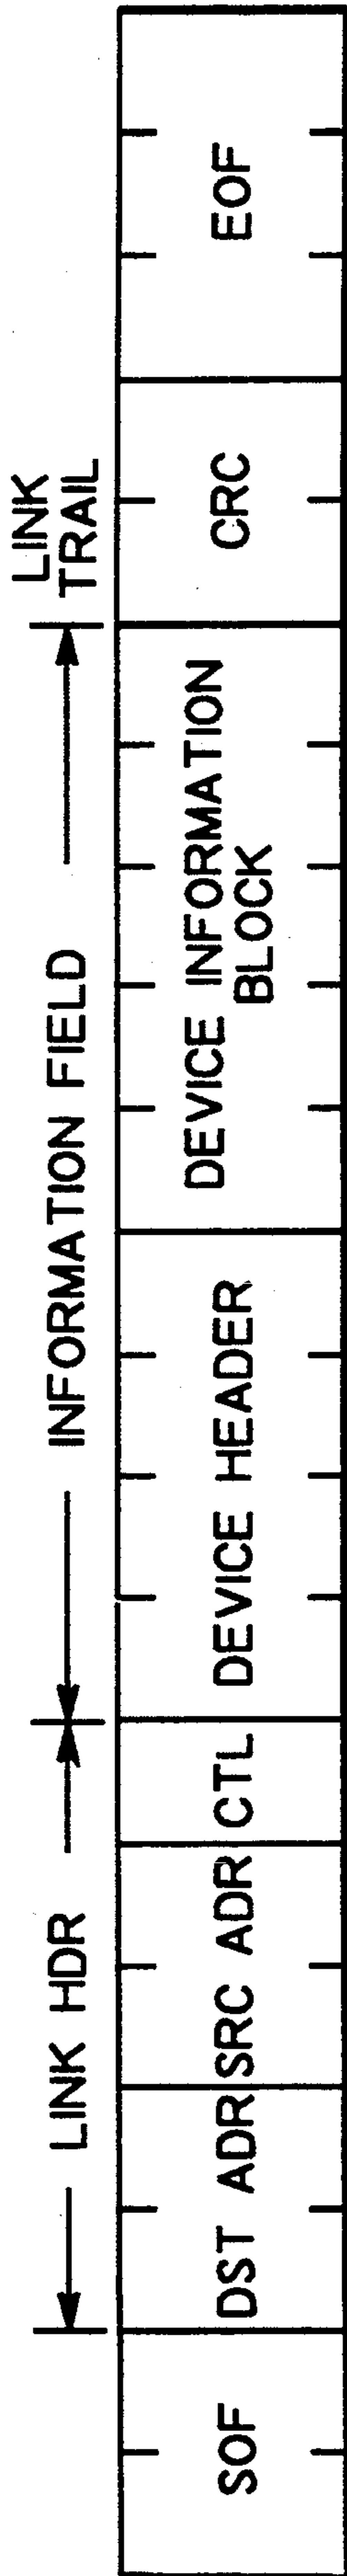 LINK HDR
INFORMATION FIELD
LINK
TRAIL
SOF
DST ADR
SRC ADR
CTL
DEVICE HEADER
DEVICE INFORMATION
BLOCK
CRC
EOF